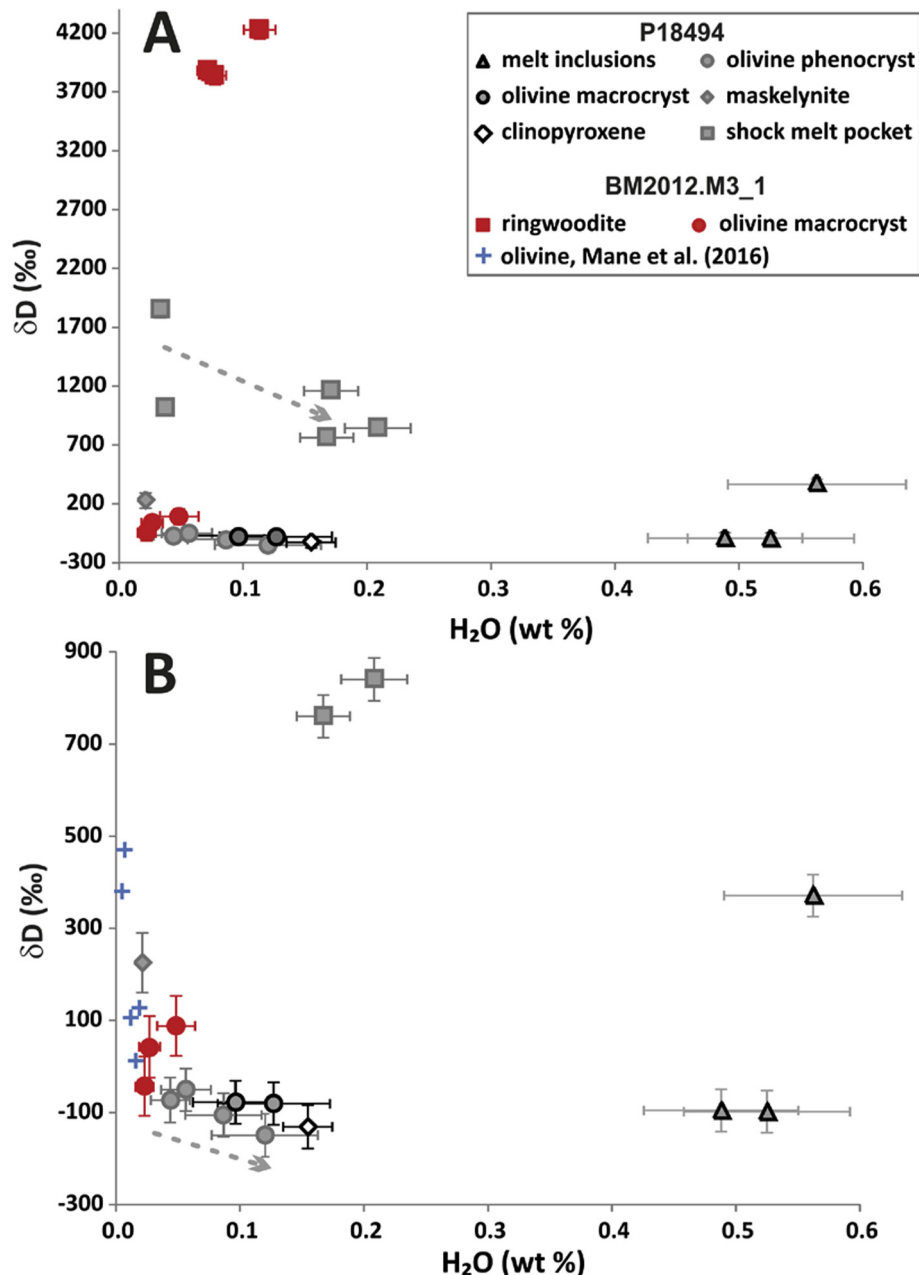 A
P18494
melt inclusions olivine phenocryst
olivine macrocryst maskelynite
clinopyroxene shock melt pocket
BM2012.M3_1
ringwoodite olivine macrocryst
olivine, Mane et al. (2016)
4200
3700
3200
2700
2200
1700
1200
700
200
-300
δD (‰)
0.0 0.1 0.2 0.3 0.4 0.5 0.6
H₂O (wt %)
B
900
700
500
300
100
-100
-300
δD (‰)
0.0 0.1 0.2 0.3 0.4 0.5 0.6
H₂O (wt %)